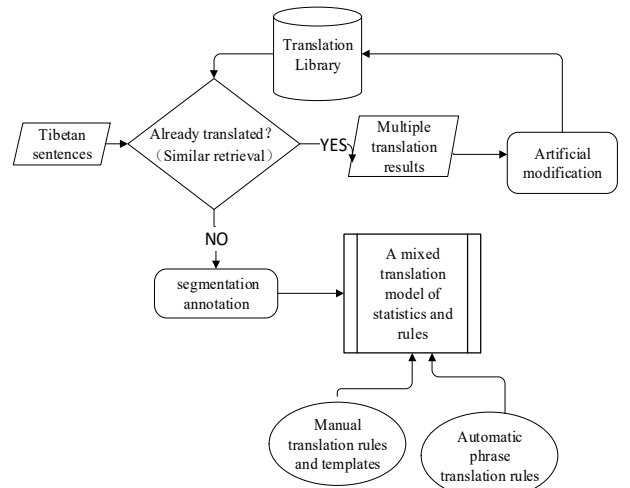 Translation
Library
Tibetan
sentences
Already translated?
(Similar retrieval)
YES
Multiple
translation
results
Artificial
modification
NO
segmentation
annotation
A mixed
translation
model of
statistics and
rules
Manual
translation rules
and templates
Automatic
phrase
translation rules